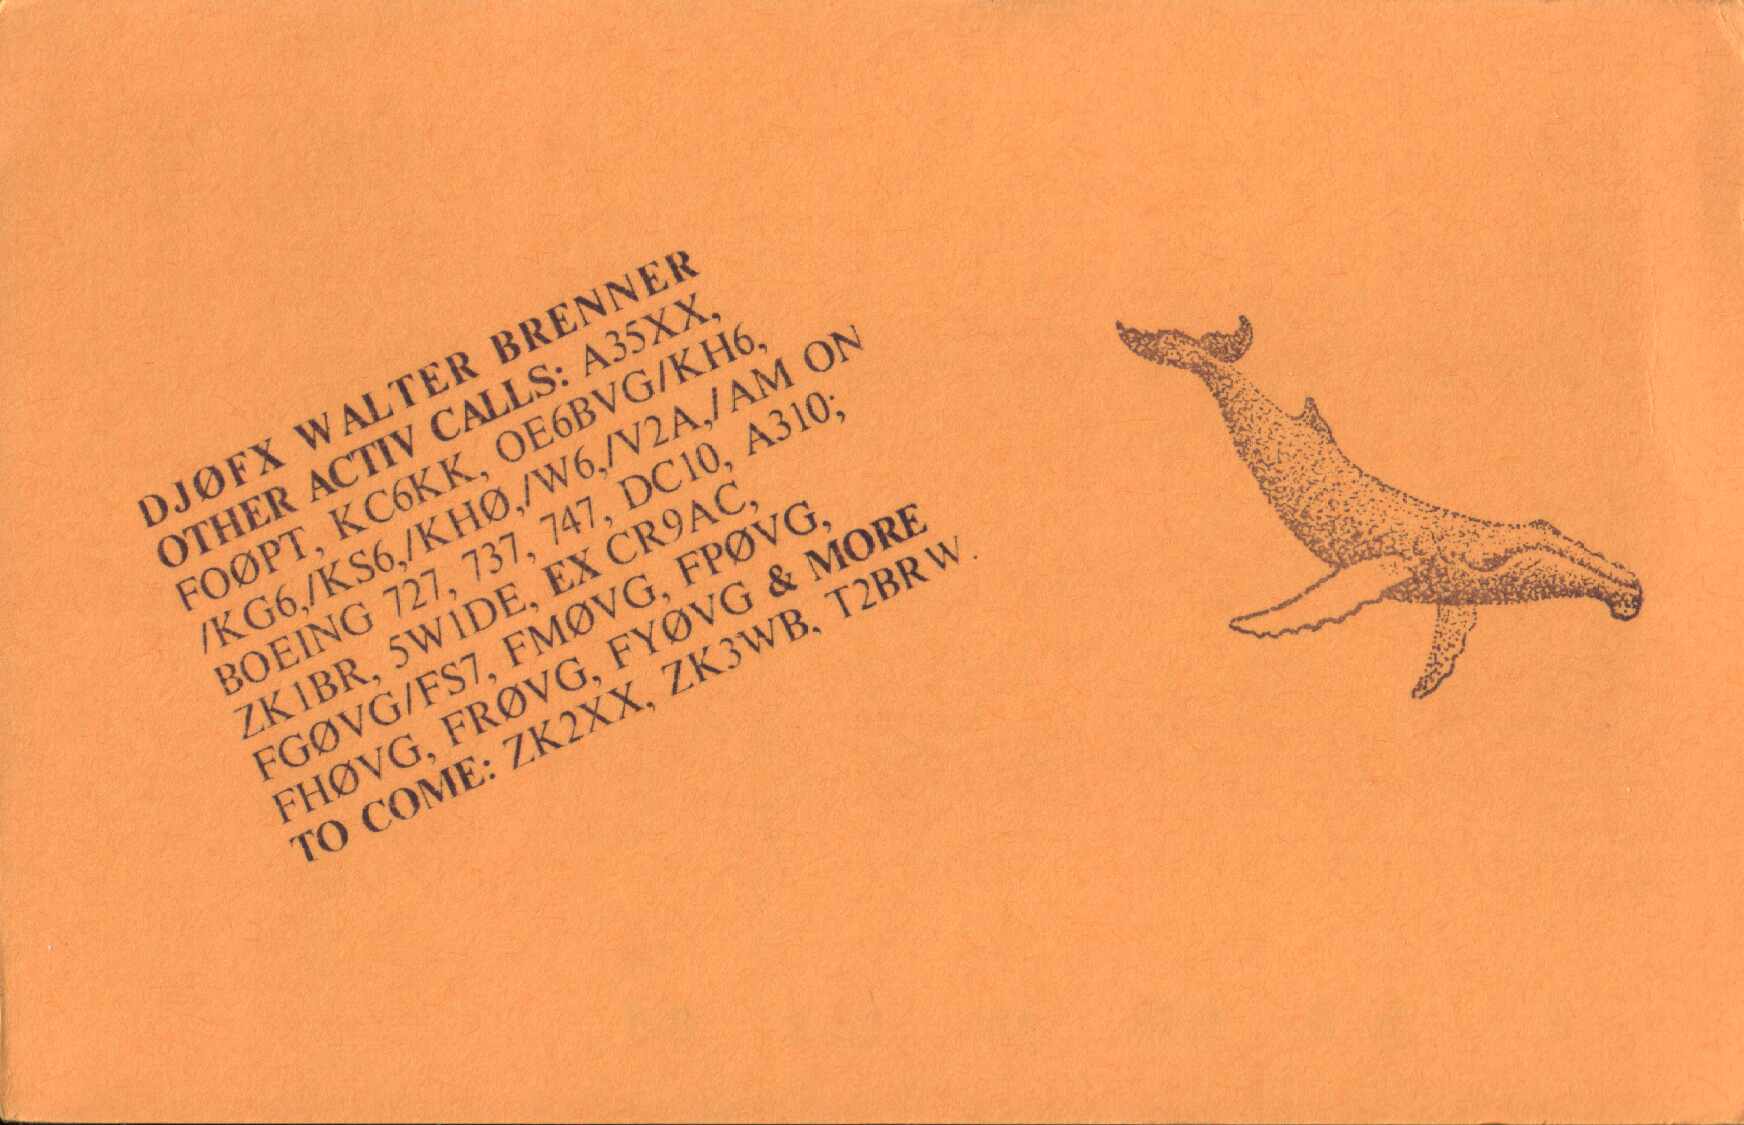 DJØFX WALTER BRENNER
OTHER ACTIV CALLS: A35XX,
FOØPT, KC6KK, OE6BVG/KH6,
/KG6,/KS6,/KHØ,/W6,/V2A,/AM ON
BOEING 727, 737, 747, DC10, A310;
ZK1BR, 5W1DE, EX CR9AC,
FGØVG/FS7, FMØVG, FPØVG,
FHØVG, FRØVG, FYØVG & MORE
TO COME: ZK2XX, ZK3WB, T2BRW.